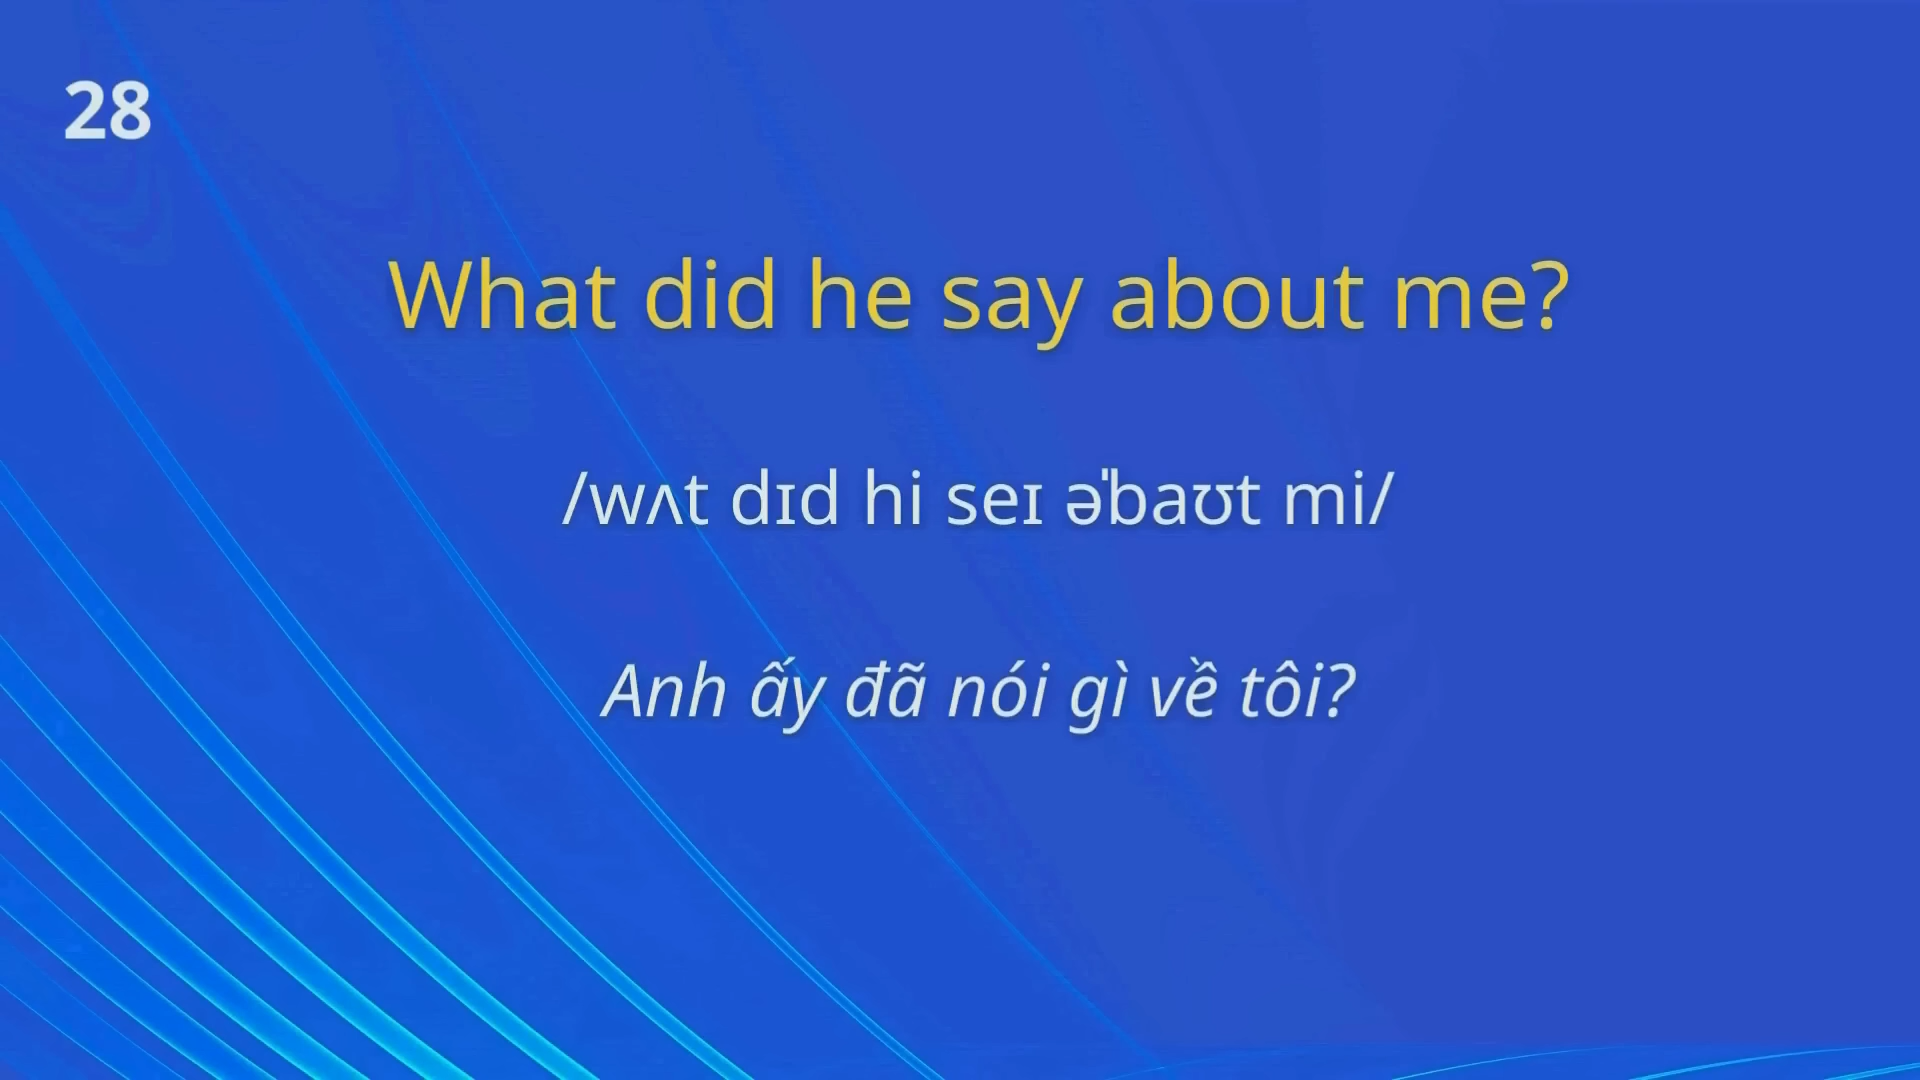 28
What did he say about me?
/wʌt dɪd hi seɪ əˈbaʊt mi/
Anh ấy đã nói gì về tôi?